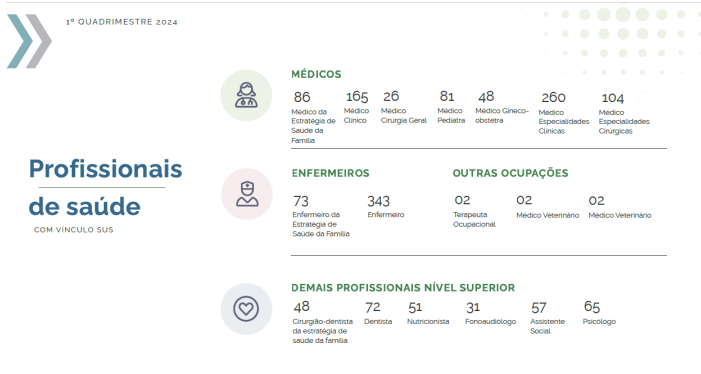 1º QUADRIMESTRE 2024
Profissionais
de saúde
COM VÍNCULO SUS
MÉDICOS
86 165 26 81 48 260 104
Médico da Médico Médico Médico Médico Gineco- Médico Médico
Estratégia de Clínico Cirurgia Geral Pediatra obstetra Especialidades Especialidades
Saúde da Clínicas Cirúrgicas
Família
ENFERMEIROS OUTRAS OCUPAÇÕES
73 343 02 02 02
Enfermeiro da Enfermeiro Terapeuta Médico Veterinário Médico Veterinário
Estratégia de Ocupacional
Saúde da Família
DEMAIS PROFISSIONAIS NÍVEL SUPERIOR
48 72 51 31 57 65
Cirurgião-dentista Dentista Nutricionista Fonoaudiólogo Assistente Psicólogo
da estratégia de Social
saúde da família